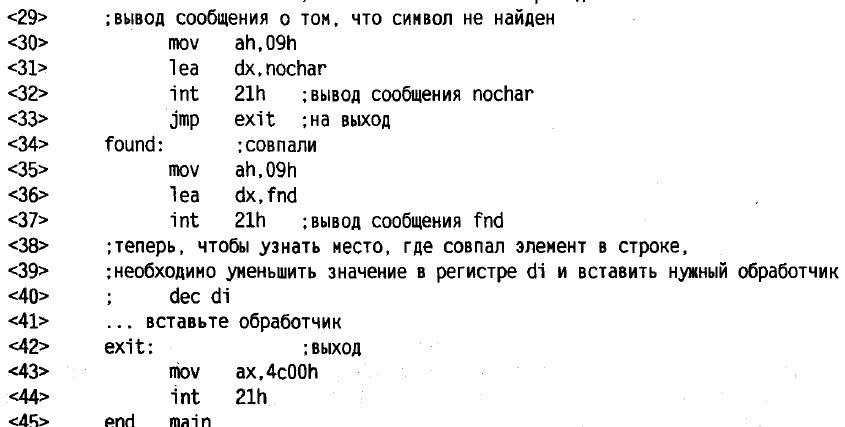 <29> ;вывод сообщения о том, что символ не найден
<30> mov ah,09h
<31> lea dx,nochar
<32> int 21h ;вывод сообщения nochar
<33> jmp exit ;на выход
<34> found: ;совпали
<35> mov ah,09h
<36> lea dx,fnd
<37> int 21h ;вывод сообщения fnd
<38> ;теперь, чтобы узнать место, где совпал элемент в строке,
<39> ;необходимо уменьшить значение в регистре di и вставить нужный обработчик
<40> ; dec di
<41> ... вставьте обработчик
<42> exit: ;выход
<43> mov ax,4c00h
<44> int 21h
<45> end main